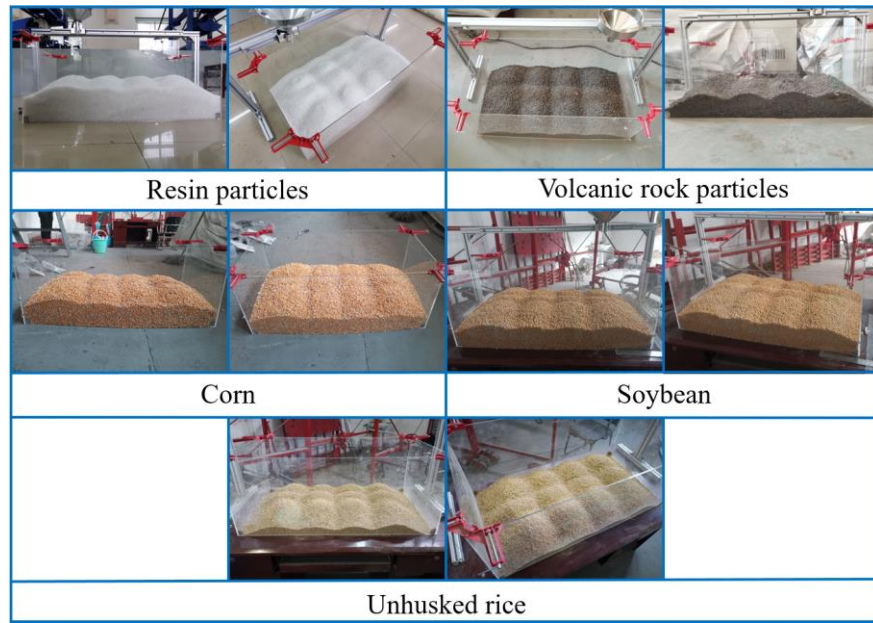 Resin particles
Volcanic rock particles
Corn
Soybean
Unhusked rice